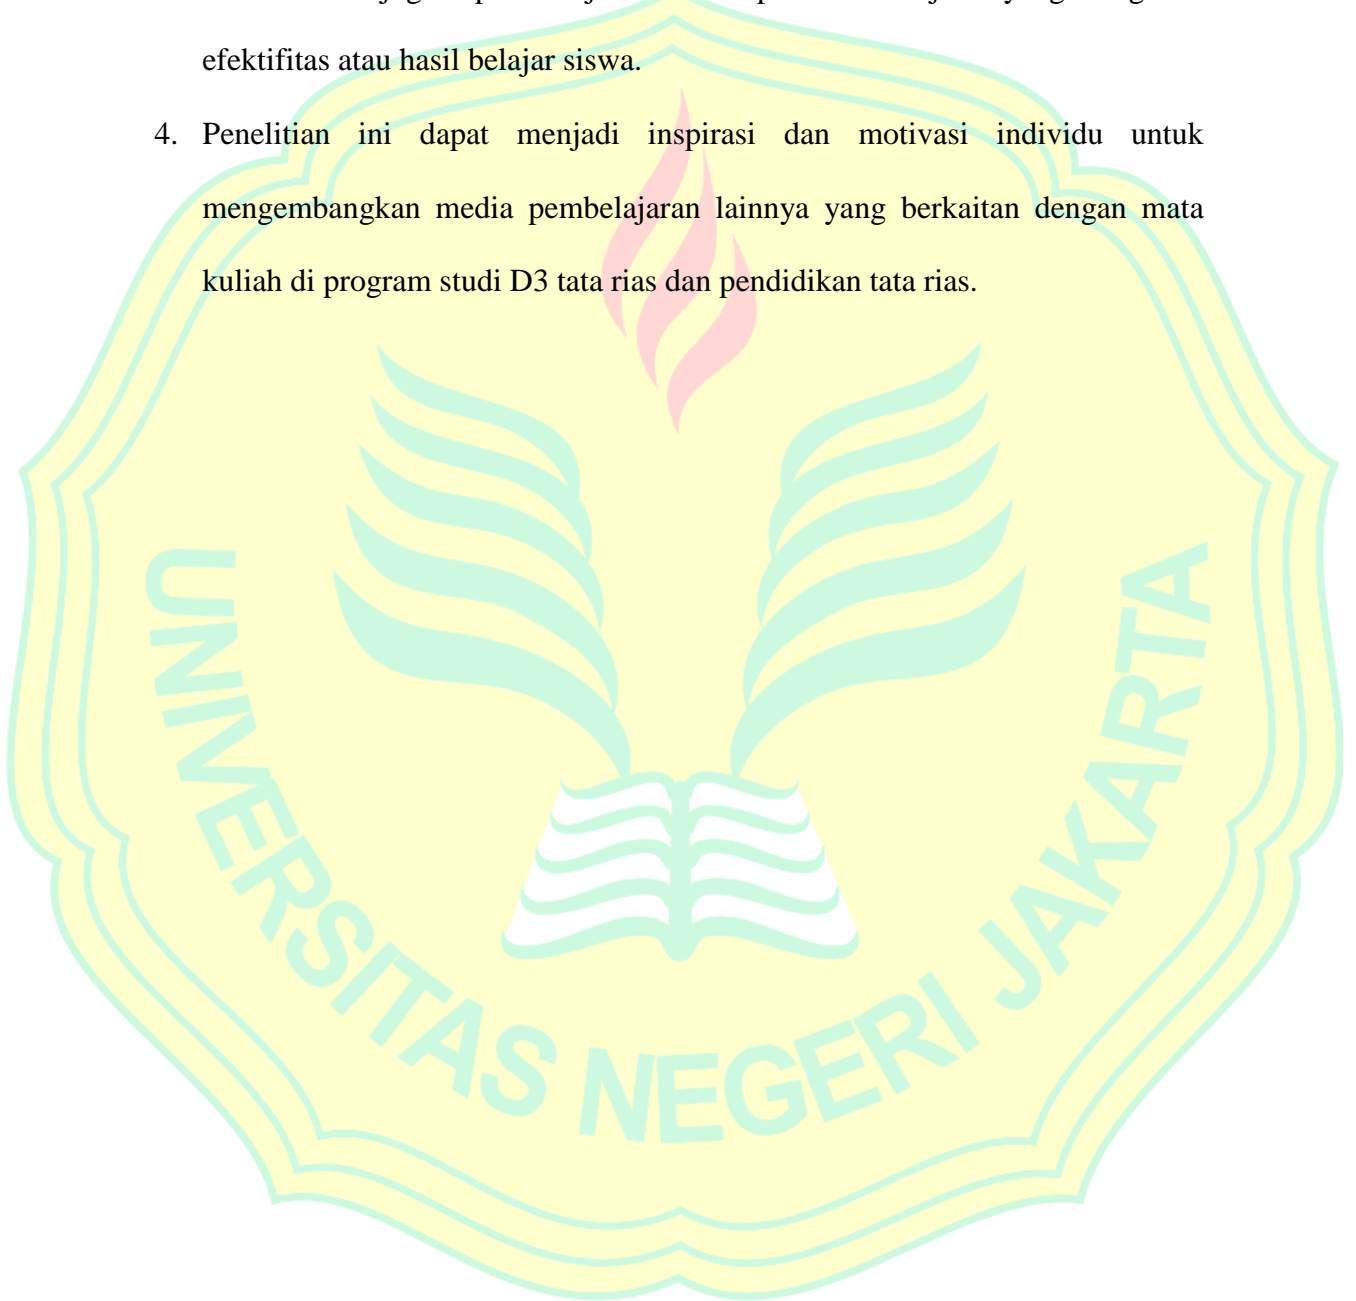 efektifitas atau hasil belajar siswa.
4. Penelitian ini dapat menjadi inspirasi dan motivasi individu untuk
mengembangkan media pembelajaran lainnya yang berkaitan dengan mata
kuliah di program studi D3 tata rias dan pendidikan tata rias.
UNIVERSITAS NEGERI JAKARTA